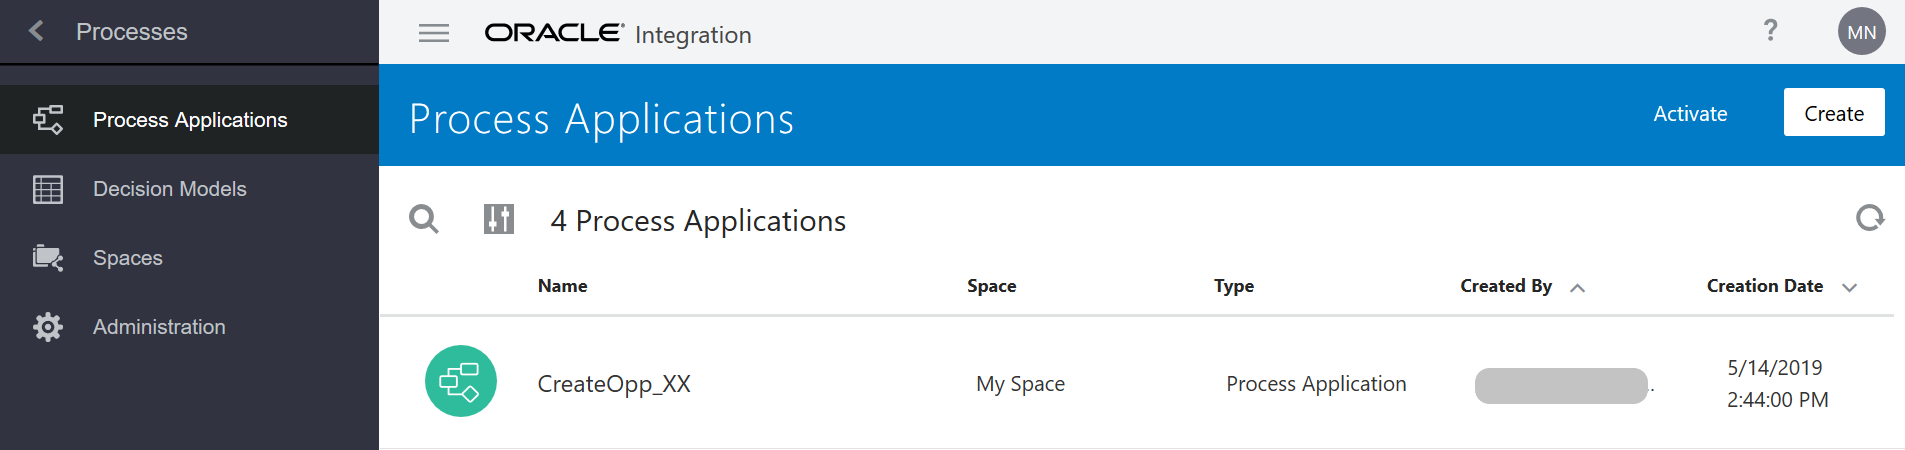 Processes
ORACLE Integration
?
MN
Process Applications
Process Applications
Activate
Create
Decision Models
4 Process Applications
Spaces
Name
Space
Type
Created By
Creation Date
Administration
CreateOpp_XX
My Space
Process Application
5/14/2019
2:44:00 PM